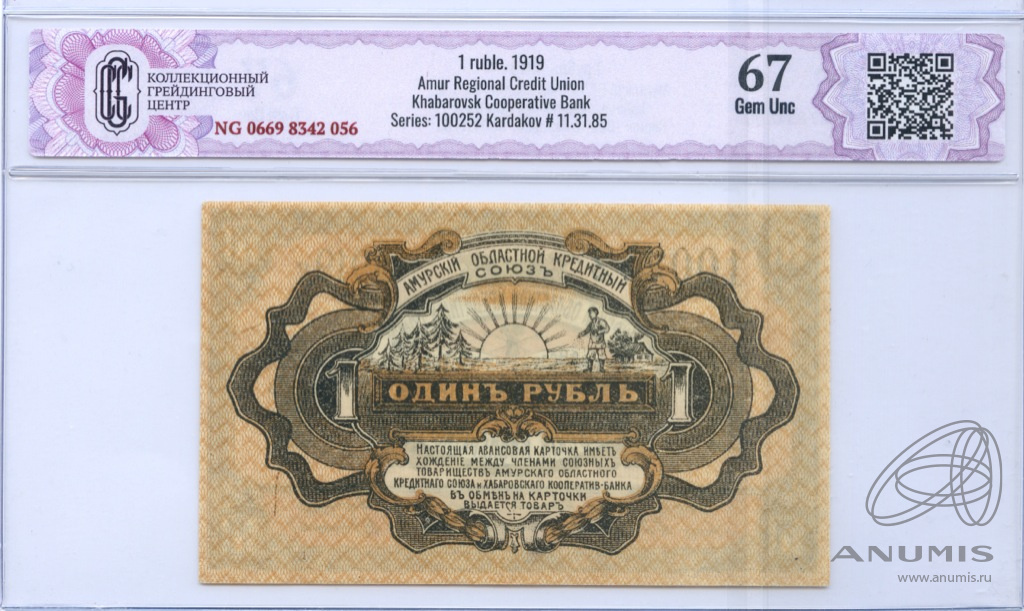 КОЛЛЕКЦИОННЫЙ
ГРЕЙДИНГОВЫЙ
ЦЕНТР
NG 0669 8342 056
1 ruble. 1919
Amur Regional Credit Union
Khabarovsk Cooperative Bank
Series: 100252 Kardakov # 11.31.85
67
Gem Unc
АМУРСКІЙ ОБЛАСТНОЙ КРЕДИТНЫЙ
СОЮЗЪ
1 ОДИНЪ РУБЛЬ 1
НАСТОЯЩАЯ АВАНСОВАЯ КАРТОЧКА ИМѢЕТЪ
ХОЖДЕНІЕ МЕЖДУ ЧЛЕНАМИ СОЮЗНЫХЪ
ТОВАРИЩЕСТВЪ АМУРСКАГО ОБЛАСТНОГО
КРЕДИТНАГО СОЮЗА И ХАБАРОВСКАГО КООПЕРАТИВ-БАНКА
ВЪ ОБМѢНЪ НА КАРТОЧКИ
ВЫДАЕТСЯ ТОВАРЪ
ANUMIS
www.anumis.ru